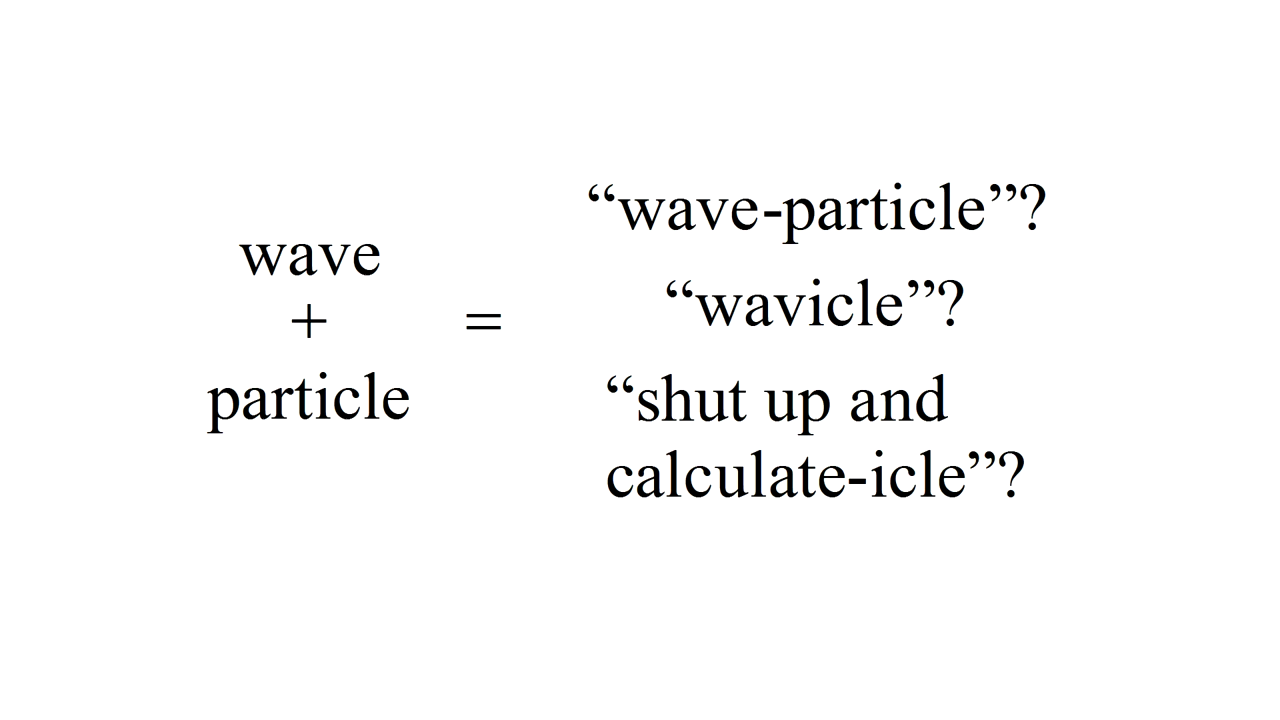 wave
+
particle
=
“wave-particle”?
“wavicle”?
“shut up and
calculate-icle”?